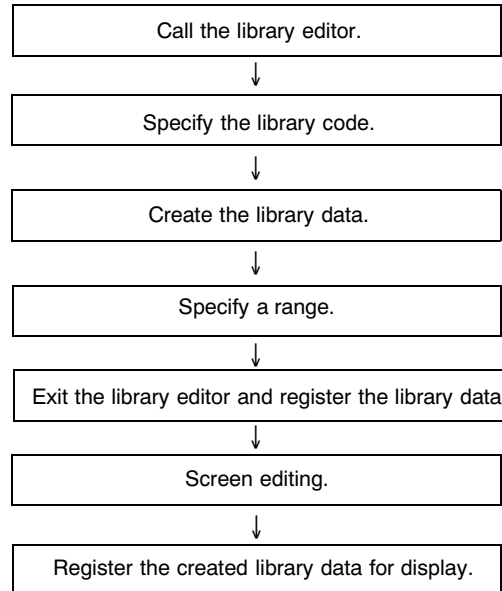 Call the library editor.
Specify the library code.
Create the library data.
Specify a range.
Exit the library editor and register the library data
Screen editing.
Register the created library data for display.